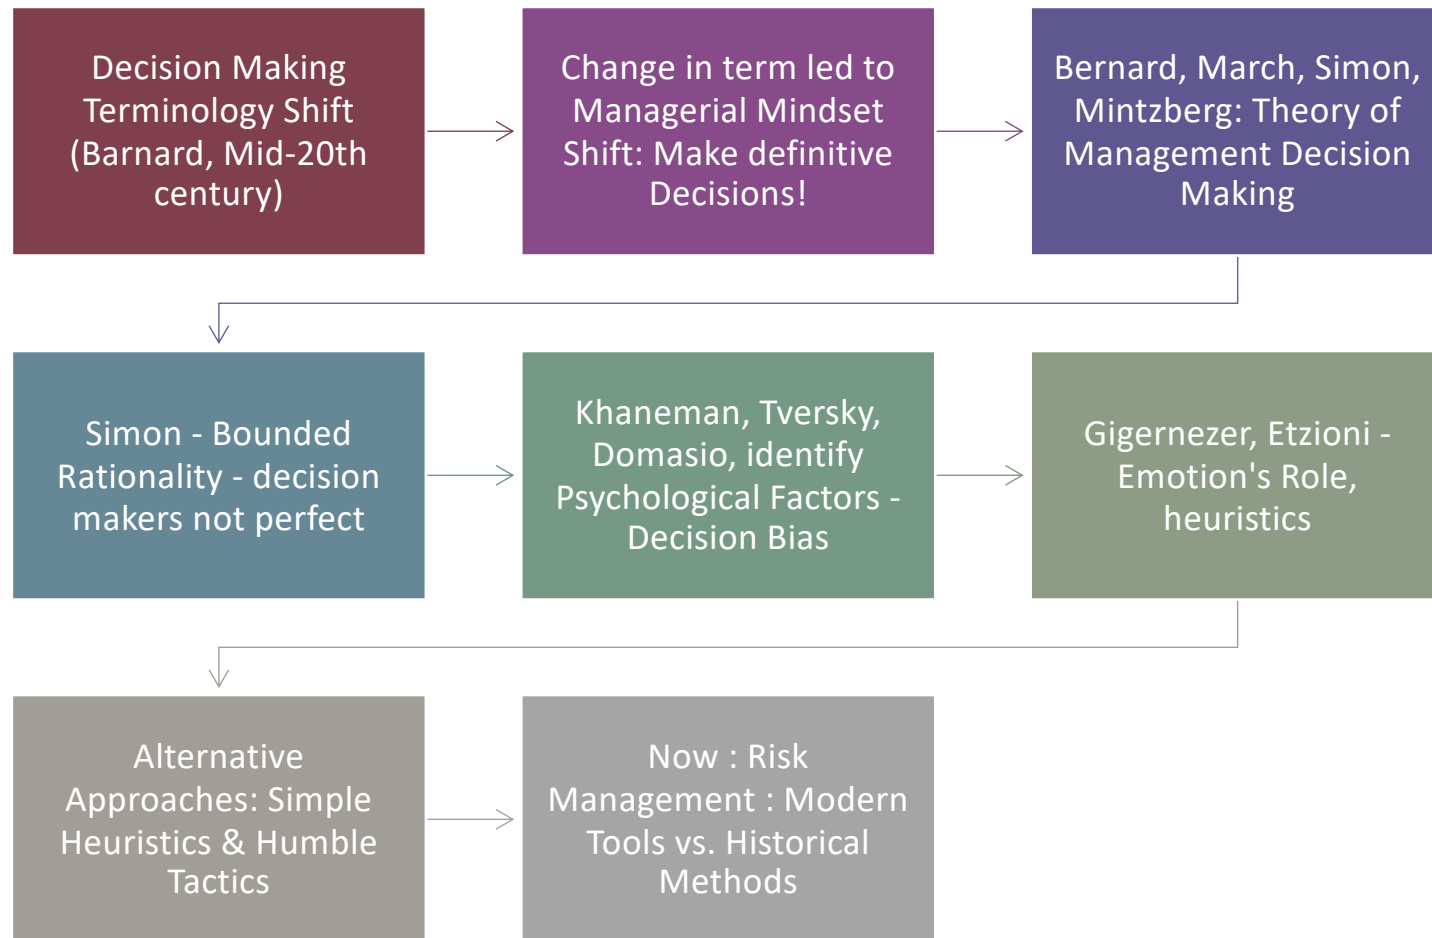 Decision Making
Terminology Shift
(Barnard, Mid-20th
century)
Change in term led to
Managerial Mindset
Shift: Make definitive
Decisions!
Bernard, March, Simon,
Mintzberg: Theory of
Management Decision
Making
Simon - Bounded
Rationality - decision
makers not perfect
Khaneman, Tversky,
Domasio, identify
Psychological Factors -
Decision Bias
Gigernezer, Etzioni -
Emotion's Role,
heuristics
Alternative
Approaches: Simple
Heuristics & Humble
Tactics
Now : Risk
Management : Modern
Tools vs. Historical
Methods